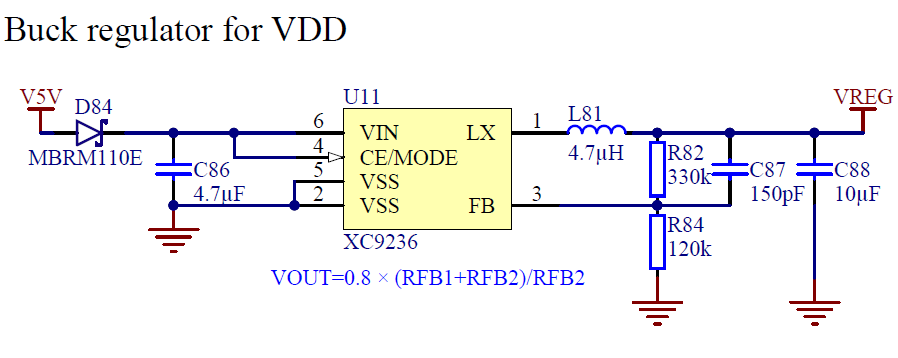 Buck regulator for VDD
V5V
D84
MBRM110E
C86
4.7µF
U11
6
VIN
4
CE/MODE
5
VSS
2
VSS
LX
1
FB
3
XC9236
L81
4.7µH
R82
330k
R84
120k
C87
150pF
C88
10µF
VREG
VOUT=0.8 × (RFB1+RFB2)/RFB2